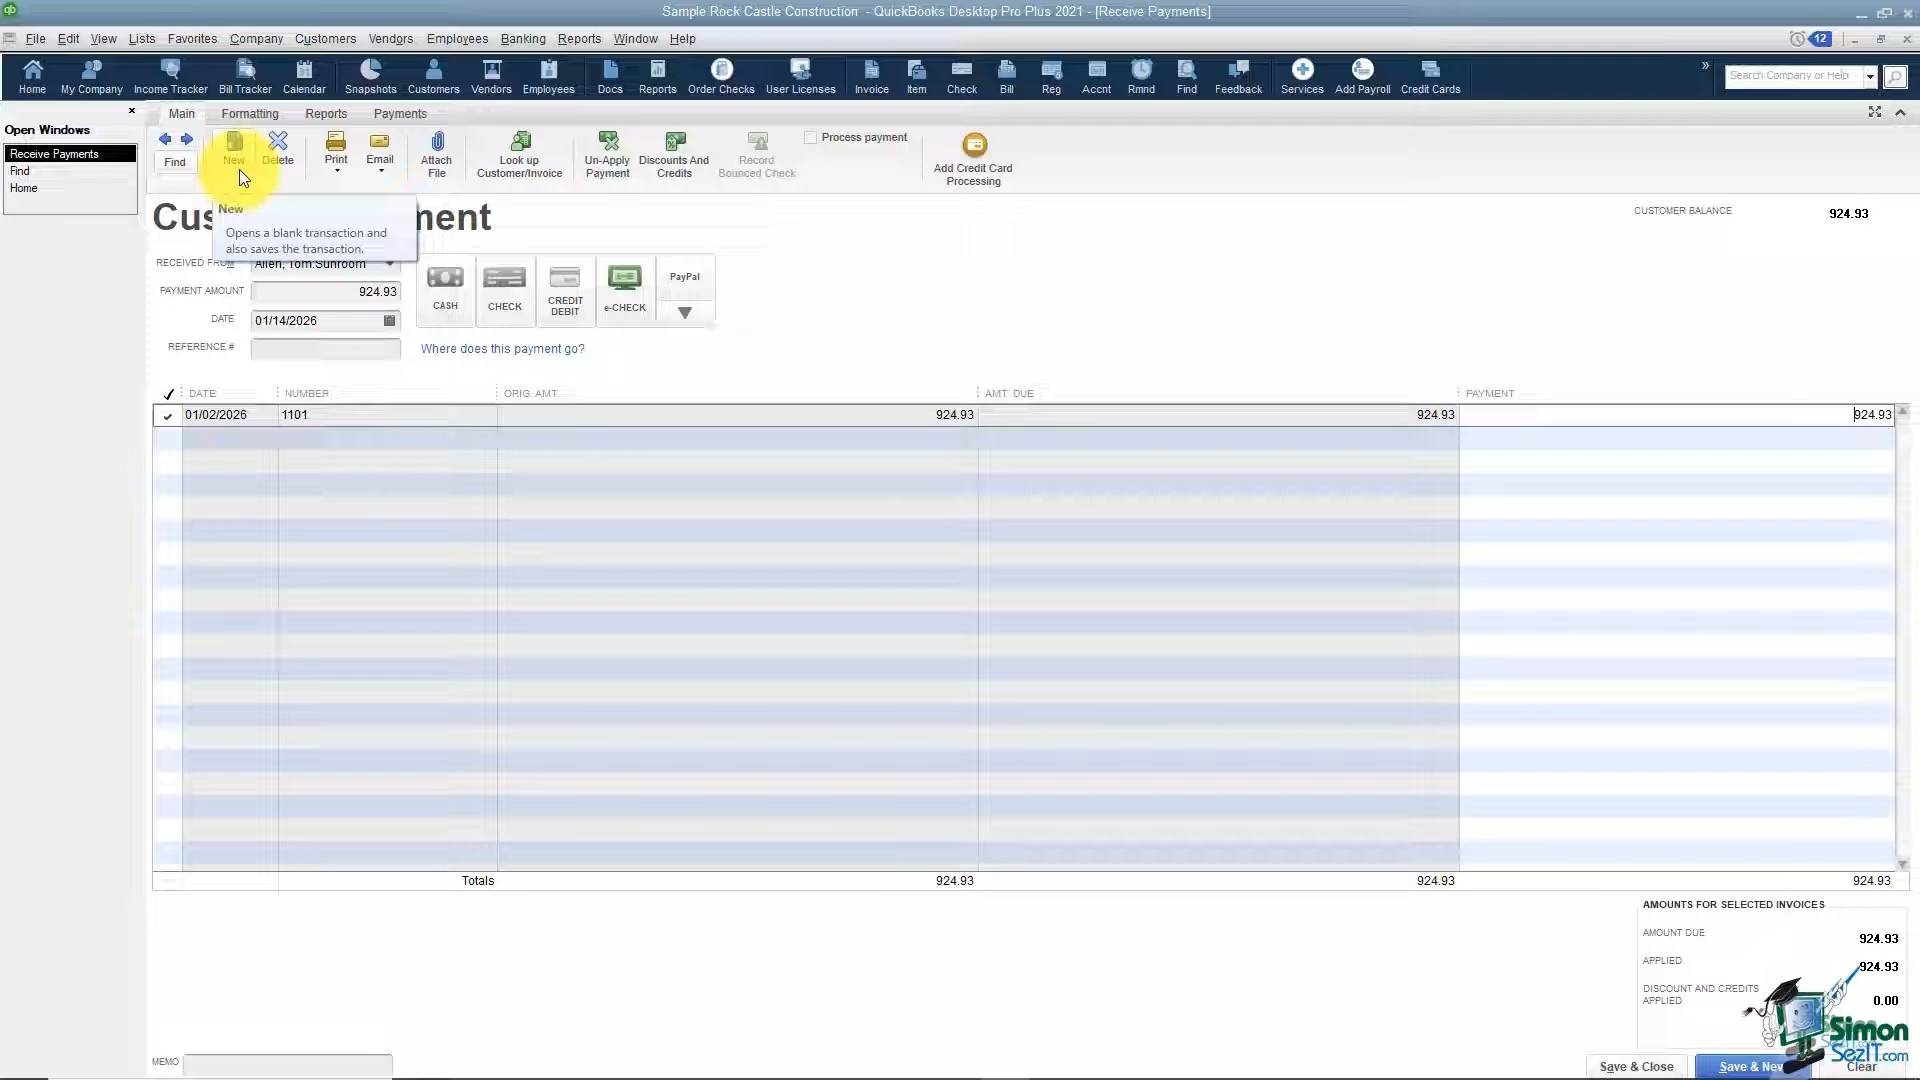 Sample Rock Castle Construction - QuickBooks Desktop Pro Plus 2021 - [Receive Payments]
File Edit View Lists Favorites Company Customers Vendors Employees Banking Reports Window Help
12
Home My Company Income Tracker Bill Tracker Calendar Snapshots Customers Vendors Employees Docs Reports Order Checks User Licenses Invoice Item Check Bill Reg Accnt Rmnd Find Feedback Services Add Payroll Credit Cards
Search Company or Help
Open Windows
Receive Payments
Find
Home
Main Formatting Reports Payments
Find
New
Delete
Print
Email
Attach
File
Look up
Customer/Invoice
Un-Apply
Payment
Discounts And
Credits
Record
Bounced Check
Process payment
Add Credit Card
Processing
New
Opens a blank transaction and
also saves the transaction.
CUSTOMER BALANCE 924.93
RECEIVED FROM Allen, Tom:Sunroom
PAYMENT AMOUNT 924.93
DATE 01/14/2026
REFERENCE #
CASH
CHECK
CREDIT
DEBIT
e-CHECK
PayPal
Where does this payment go?
DATE NUMBER ORIG. AMT. AMT. DUE PAYMENT
01/02/2026 1101 924.93 924.93 924.93
Totals 924.93 924.93 924.93
AMOUNTS FOR SELECTED INVOICES
AMOUNT DUE 924.93
APPLIED 924.93
DISCOUNT AND CREDITS
APPLIED 0.00
MEMO
Save & Close Save & New Clear
Simon
SezIT.com